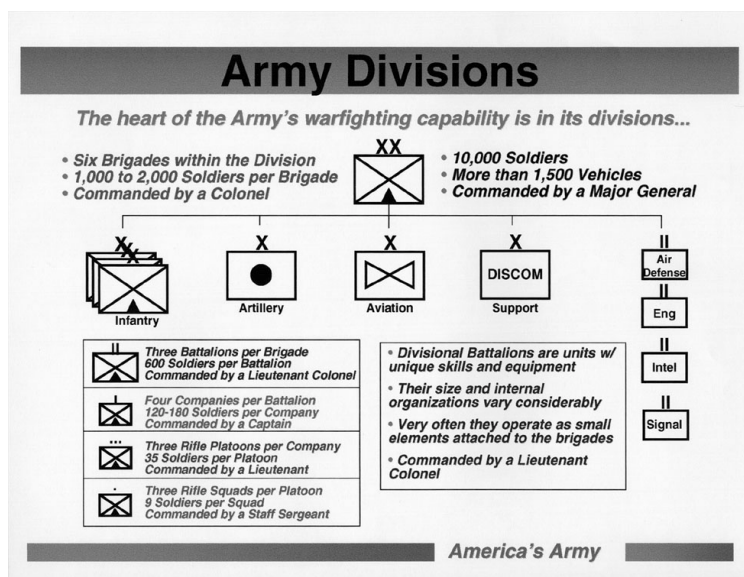 Army Divisions
The heart of the Army's warfighting capability is in its divisions...
• Six Brigades within the Division
• 1,000 to 2,000 Soldiers per Brigade
• Commanded by a Colonel
XX
• 10,000 Soldiers
• More than 1,500 Vehicles
• Commanded by a Major General
X
X
X
Infantry
X
Artillery
X
Aviation
X
DISCOM
Support
II
Air
Defense
II
Eng
II
Intel
II
Signal
II
Three Battalions per Brigade
600 Soldiers per Battalion
Commanded by a Lieutenant Colonel
I
Four Companies per Battalion
120-180 Soldiers per Company
Commanded by a Captain
•••
Three Rifle Platoons per Company
35 Soldiers per Platoon
Commanded by a Lieutenant
•
Three Rifle Squads per Platoon
9 Soldiers per Squad
Commanded by a Staff Sergeant
• Divisional Battalions are units w/
unique skills and equipment
• Their size and internal
organizations vary considerably
• Very often they operate as small
elements attached to the brigades
• Commanded by a Lieutenant
Colonel
America's Army